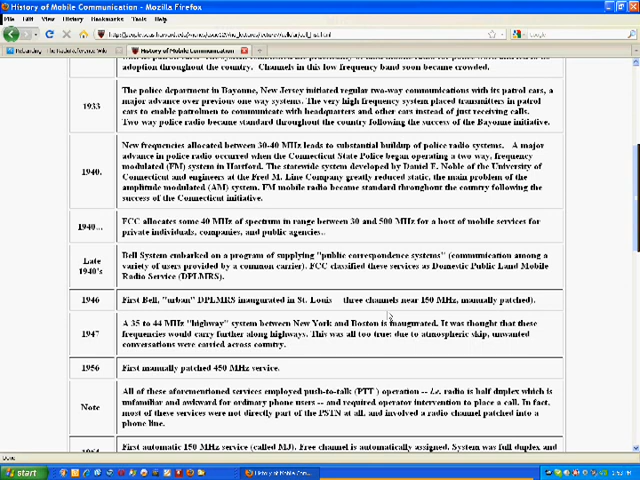 History of Mobile Communication - Mozilla Firefox
File Edit View History Bookmarks Tools Help
Google
History of Mobile Communication
adoption throughout the country. Channels in this low frequency band soon became crowded.
1933
The police department in Bayonne, New Jersey initiated regular two-way communications with its patrol cars, a
major advance over previous one way systems. The very high frequency system placed transmitters in patrol
cars to enable patrolmen to communicate with headquarters and other cars instead of just receiving calls.
Two way police radio became standard throughout the country following the success of the Bayonne initiative.
1940.
New frequencies allocated between 30-40 MHz leads to substantial buildup of police radio systems. A major
advance in police radio occurred when the Connecticut State Police began operating a two way, frequency
modulated (FM) system in Hartford. The statewide system developed by Daniel E. Noble of the University of
Connecticut and engineers at the Fred M. Line Company greatly reduced static, the main problem of the
amplitude modulated (AM) system. FM mobile radio became standard throughout the country following the
success of the Connecticut initiative.
1940...
FCC allocates some 40 MHz of spectrum in range between 30 and 500 MHz for a host of mobile services for
private individuals, companies, and public agencies..
Late
1940's
Bell System embarked on a program of supplying "public correspondence systems" (communication among a
variety of users provided by a common carrier). FCC classified these services as Domestic Public Land Mobile
Radio Service (DPLMRS).
1946
First Bell, "urban" DPLMRS inaugurated in St. Louis three channels near 150 MHz, manually patched).
1947
A 35 to 44 MHz "highway" system between New York and Boston is inaugurated. It was thought that these
frequencies would carry further along highways. This was all too true: due to atmospheric skip, unwanted
conversations were carried across country.
1956
First manually patched 450 MHz service.
Note
All of these aforementioned services employed push-to-talk (PTT ) operation -- i.e. radio is half duplex which is
unfamiliar and awkward for ordinary phone users -- and required operator intervention to place a call. In fact,
most of these services were not directly part of the PSTN at all, and involved a radio channel patched into a
phone line.
First automatic 150 MHz service (called MJ). Free channel is automatically assigned. System was full duplex and
Done
start
History of Mobile Com...